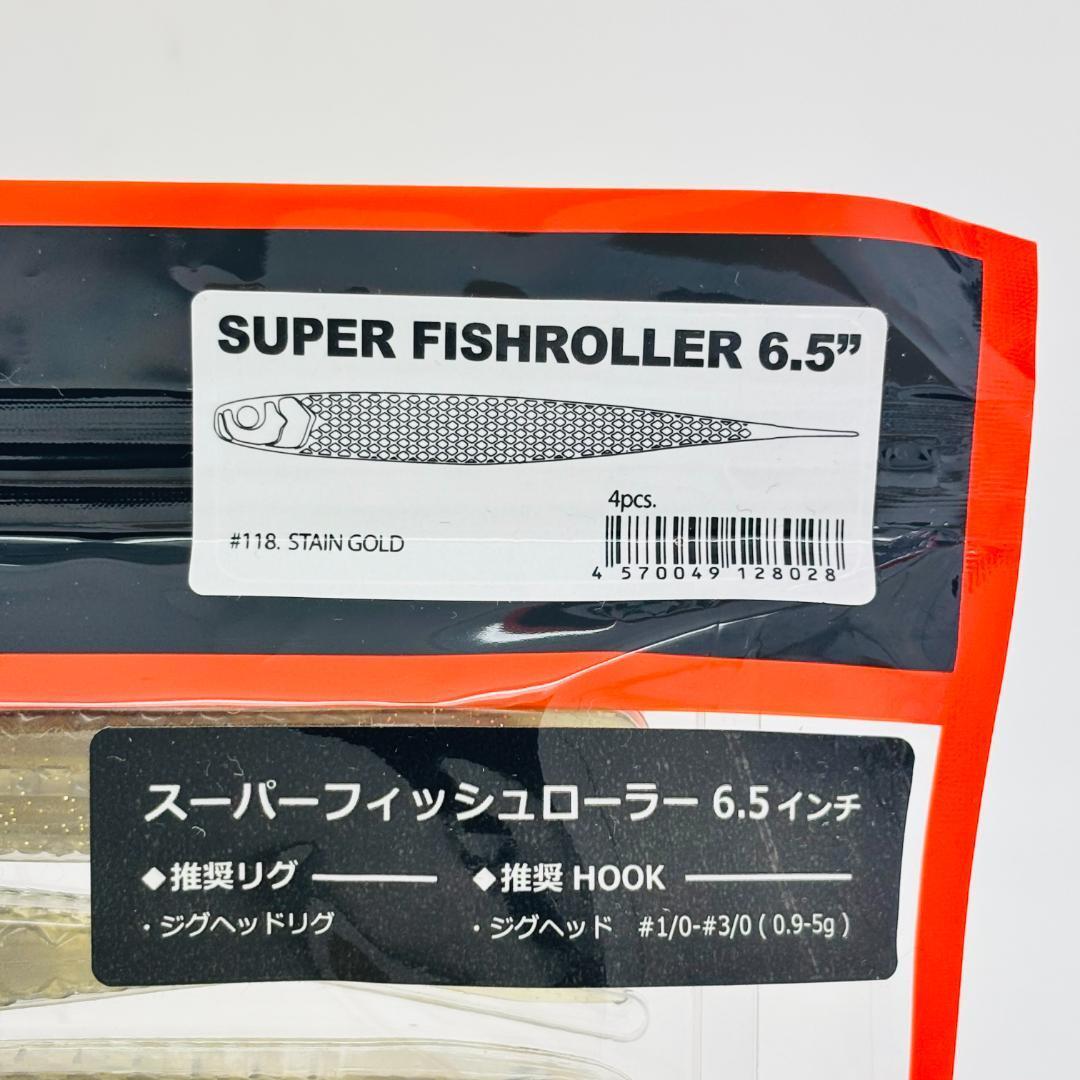 SUPER FISHROLLER 6.5”
4pcs.
#118. STAIN GOLD
4 570049 128028
スーパーフィッシュローラー 6.5インチ
◆推奨リグ
◆推奨 HOOK
・ジグヘッドリグ
・ジグヘッド #1/0-#3/0 ( 0.9-5g )